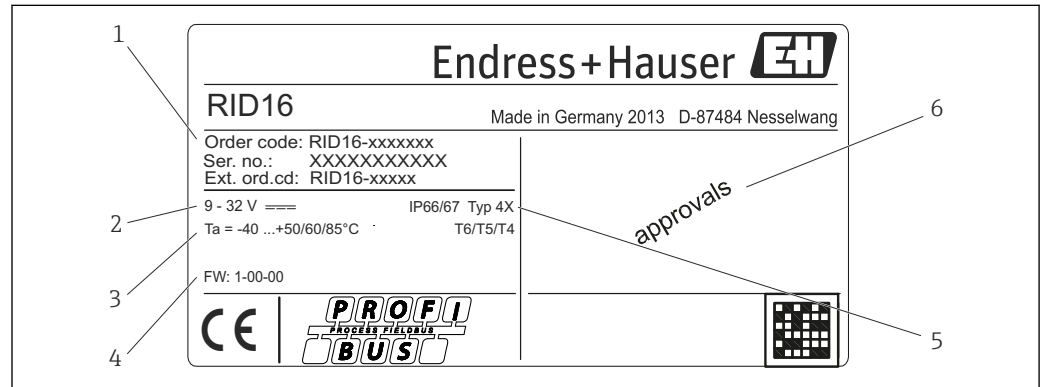 1
Endress+Hauser EH
RID16
Made in Germany 2013 D-87484 Nesselwang
6
Order code: RID16-xxxxxxx
Ser. no.: XXXXXXXXXXX
Ext. ord.cd: RID16-xxxxx
2
9 - 32 V
IP66/67 Typ 4X
approvals
Ta = -40 ...+50/60/85°C
T6/T5/T4
3
FW: 1-00-00
4
CE
PROFI
PROCESS FIELDBUS
BUS
5